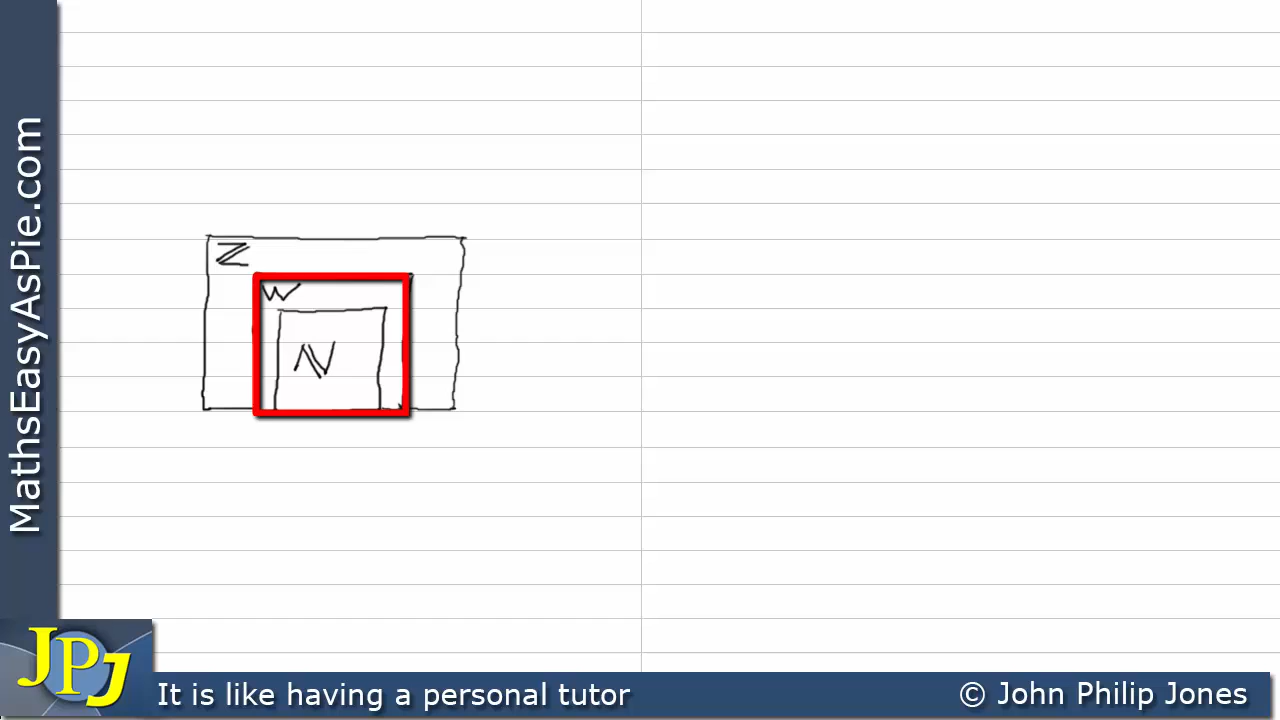 MathsEasyAsPie.com
ℤ
W
ℕ
JPJ
It is like having a personal tutor
© John Philip Jones